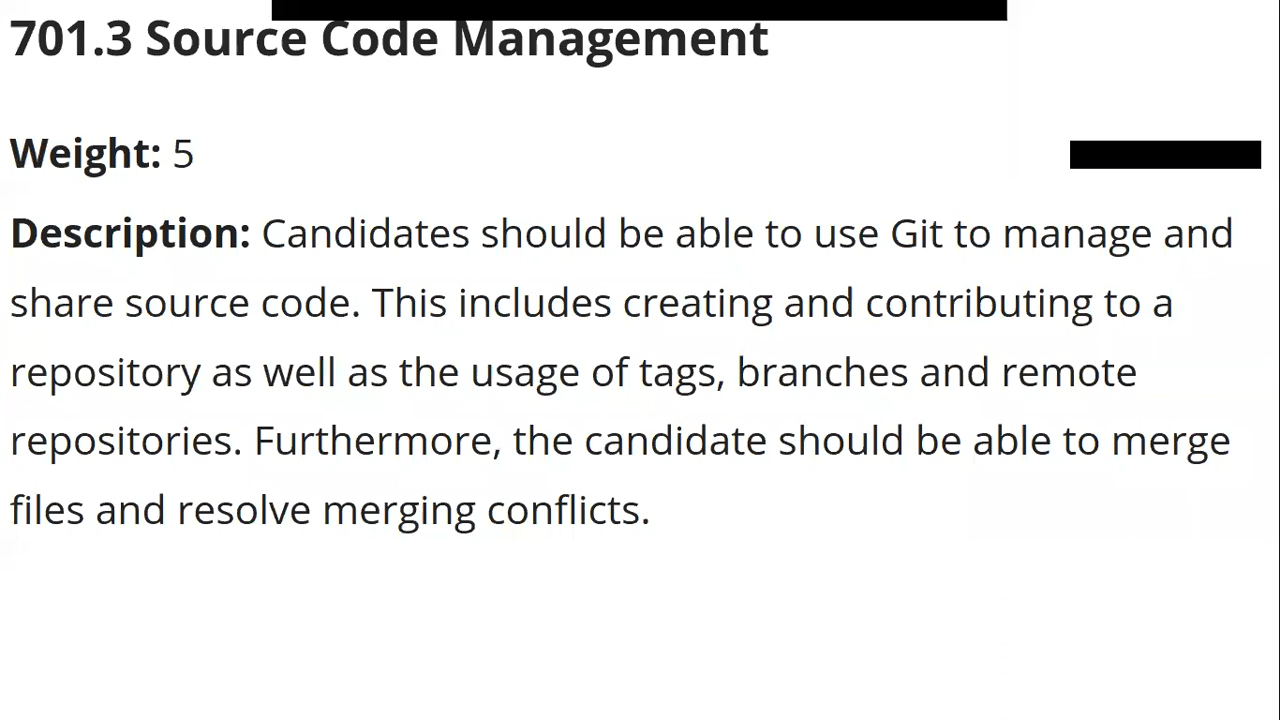 701.3 Source Code Management
Weight: 5
Description: Candidates should be able to use Git to manage and
share source code. This includes creating and contributing to a
repository as well as the usage of tags, branches and remote
repositories. Furthermore, the candidate should be able to merge
files and resolve merging conflicts.